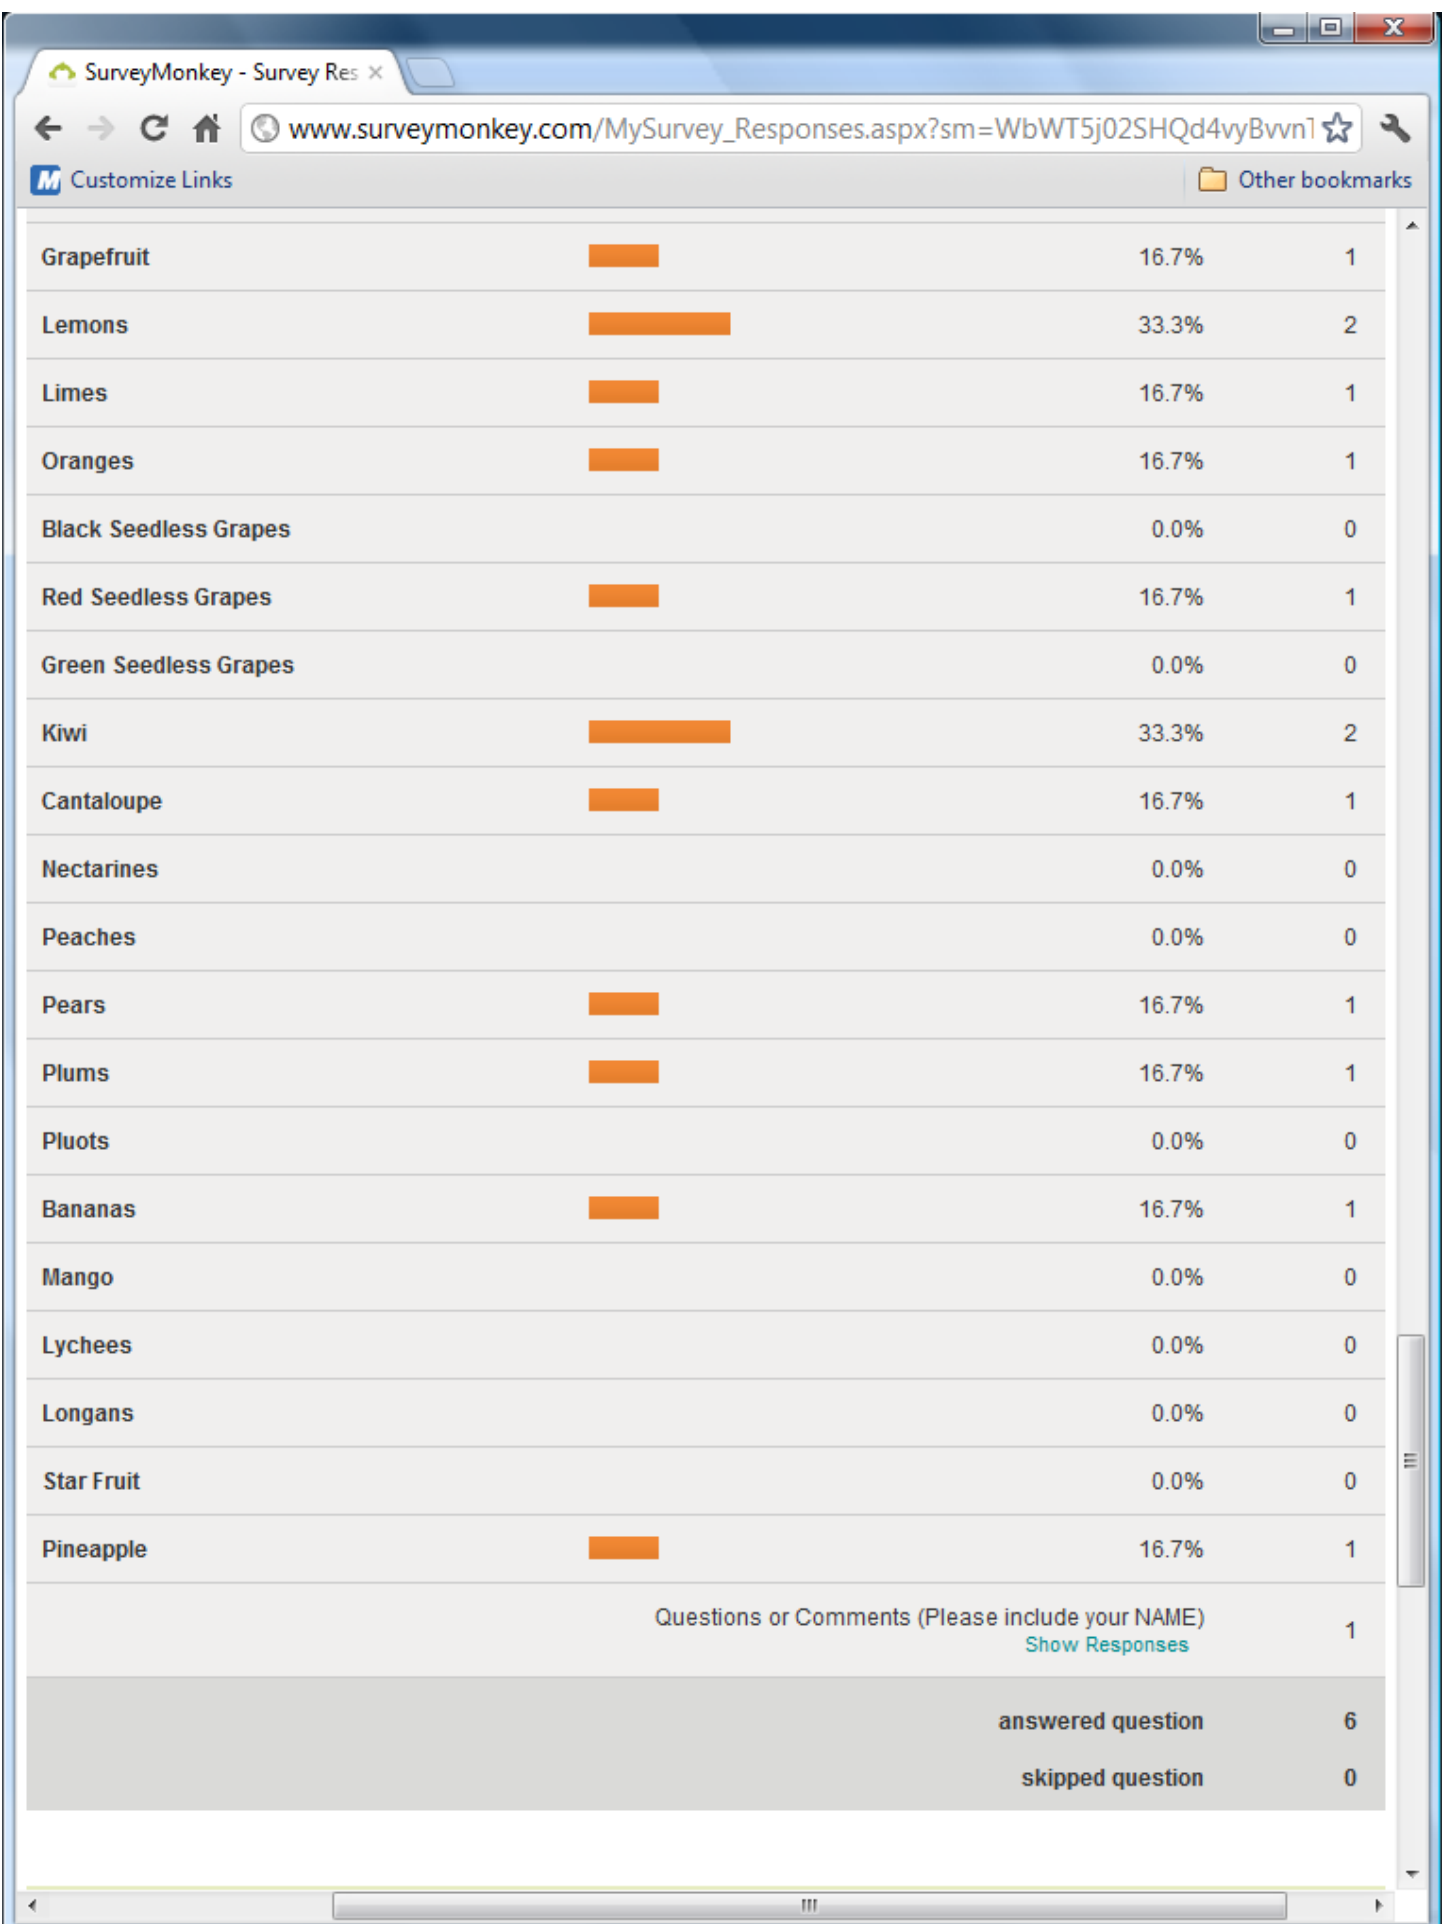 SurveyMonkey - Survey Res
www.surveymonkey.com/MySurvey_Responses.aspx?sm=WbWT5j02SHQd4vyBvvn
Customize Links Other bookmarks
Grapefruit 16.7% 1
Lemons 33.3% 2
Limes 16.7% 1
Oranges 16.7% 1
Black Seedless Grapes 0.0% 0
Red Seedless Grapes 16.7% 1
Green Seedless Grapes 0.0% 0
Kiwi 33.3% 2
Cantaloupe 16.7% 1
Nectarines 0.0% 0
Peaches 0.0% 0
Pears 16.7% 1
Plums 16.7% 1
Pluots 0.0% 0
Bananas 16.7% 1
Mango 0.0% 0
Lychees 0.0% 0
Longans 0.0% 0
Star Fruit 0.0% 0
Pineapple 16.7% 1
Questions or Comments (Please include your NAME) 1
Show Responses
answered question 6
skipped question 0